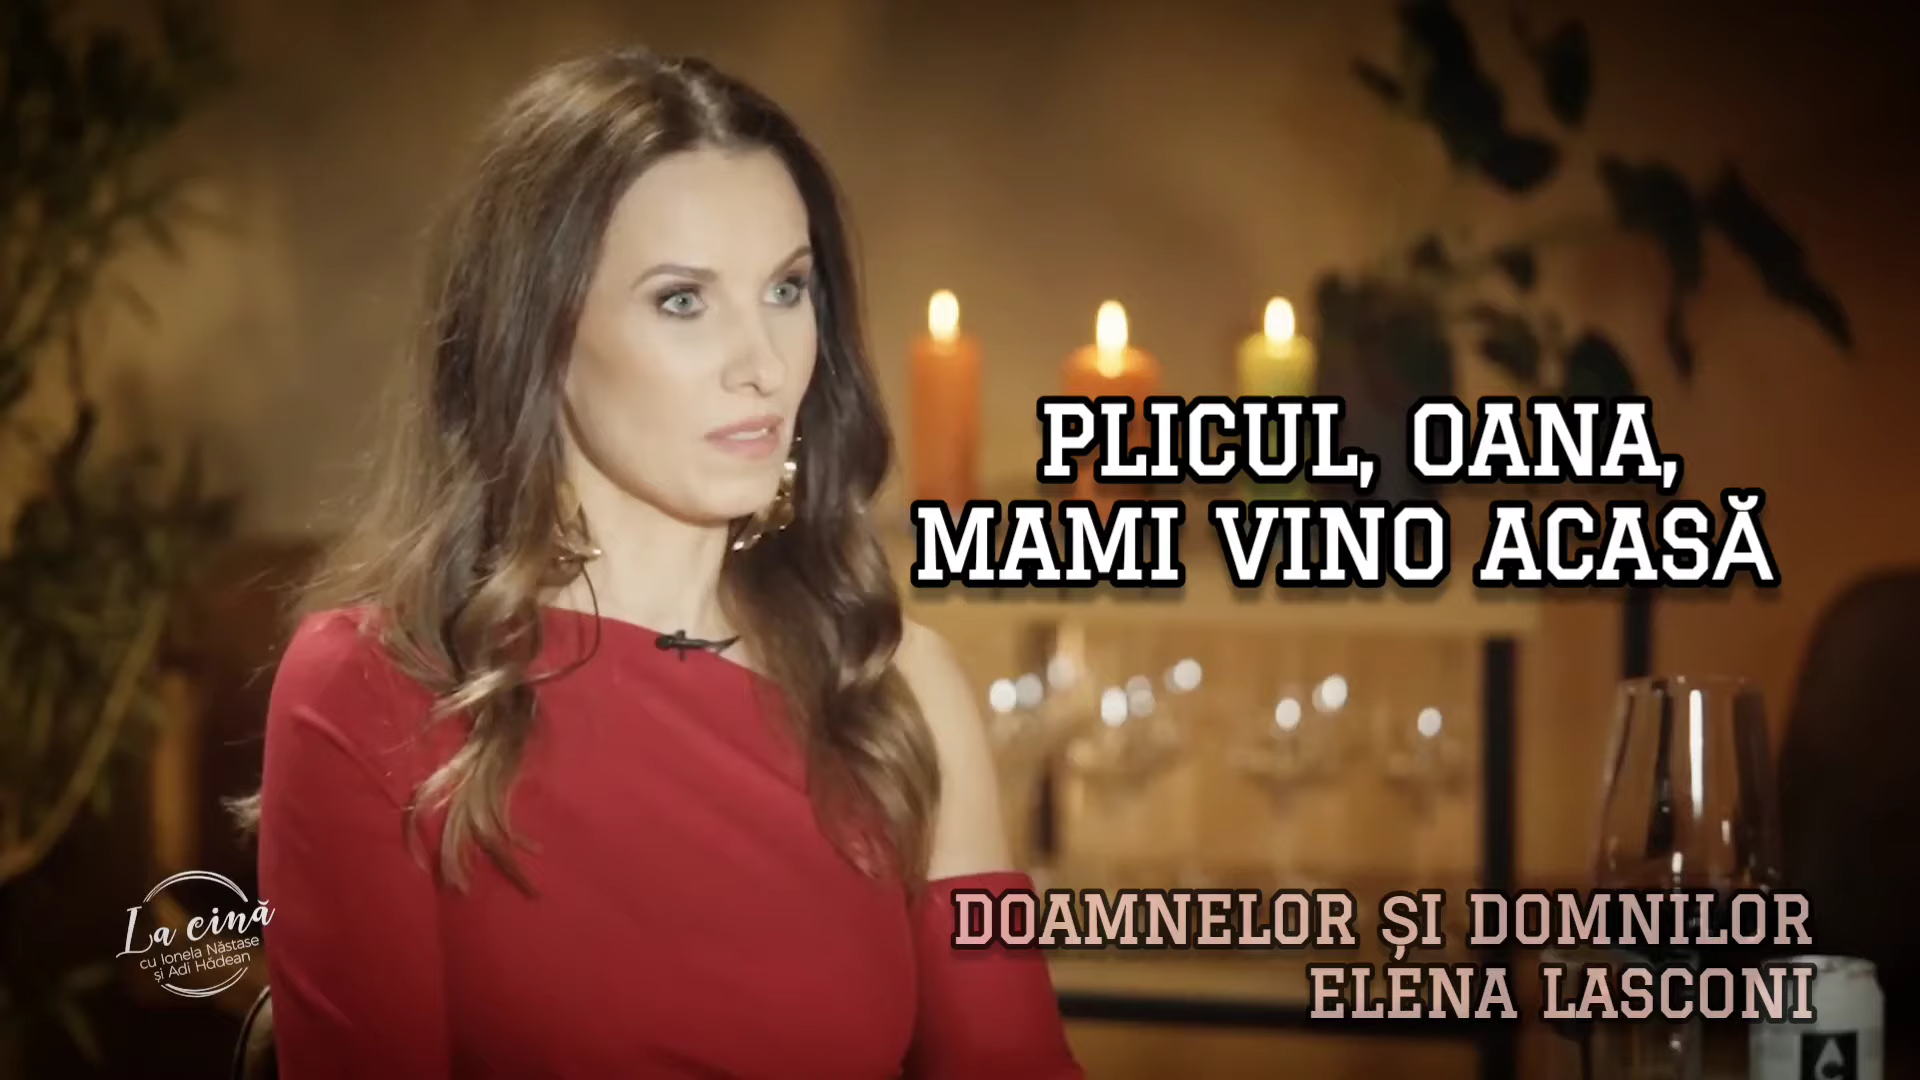 PLICUL, OANA,
MAMI VINO ACASĂ
La cină
cu Ionela Năstase
și Adi Hădean
DOAMNELOR ȘI DOMNILOR
ELENA LASCONI